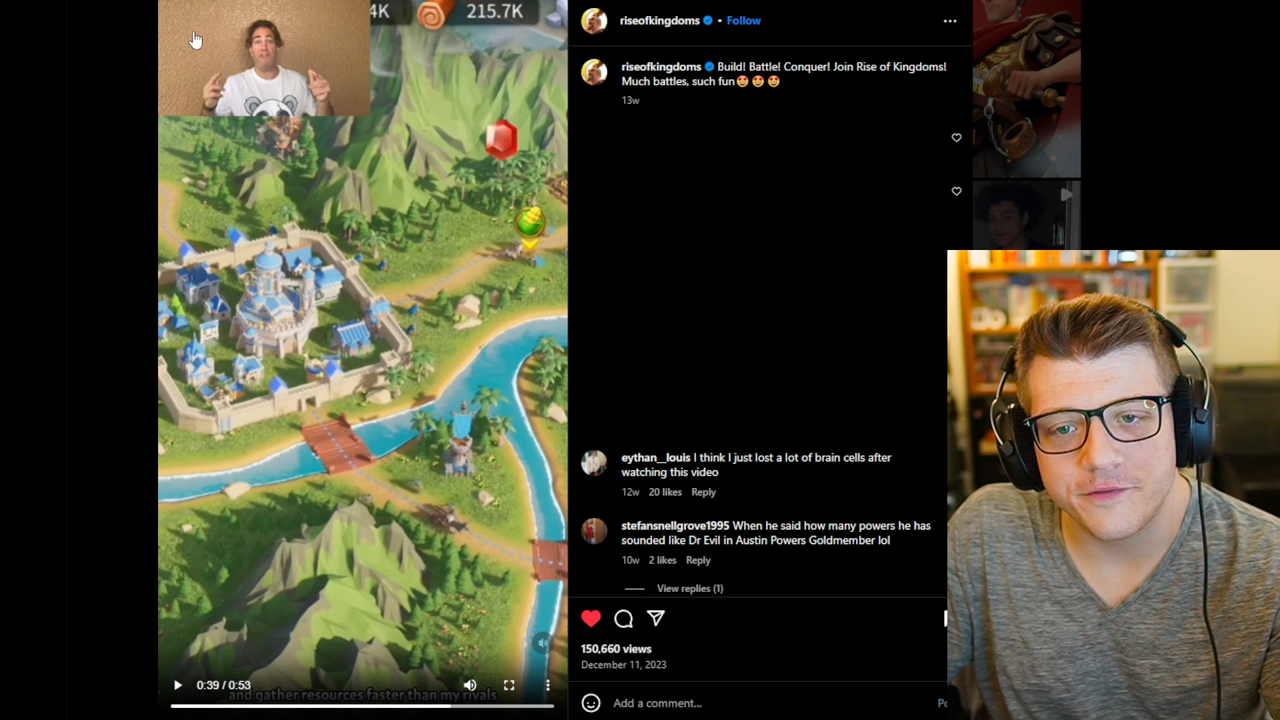 4K 215.7K
riseofkingdoms • Follow
riseofkingdoms Build! Battle! Conquer! Join Rise of Kingdoms!
Much battles, such fun🤩🤩🤩
13w
eythan__louis I think I just lost a lot of brain cells after
watching this video
12w 20 likes Reply
stefansnellgrove1995 When he said how many powers he has
sounded like Dr Evil in Austin Powers Goldmember lol
10w 2 likes Reply
View replies (1)
150,660 views
December 11, 2023
0:39 / 0:53
and gather resources faster than my rivals
Add a comment...
Po